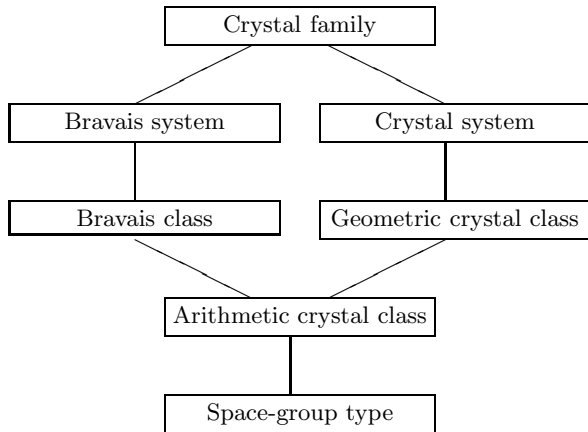 Crystal family
Bravais system
Crystal system
Bravais class
Geometric crystal class
Arithmetic crystal class
Space-group type